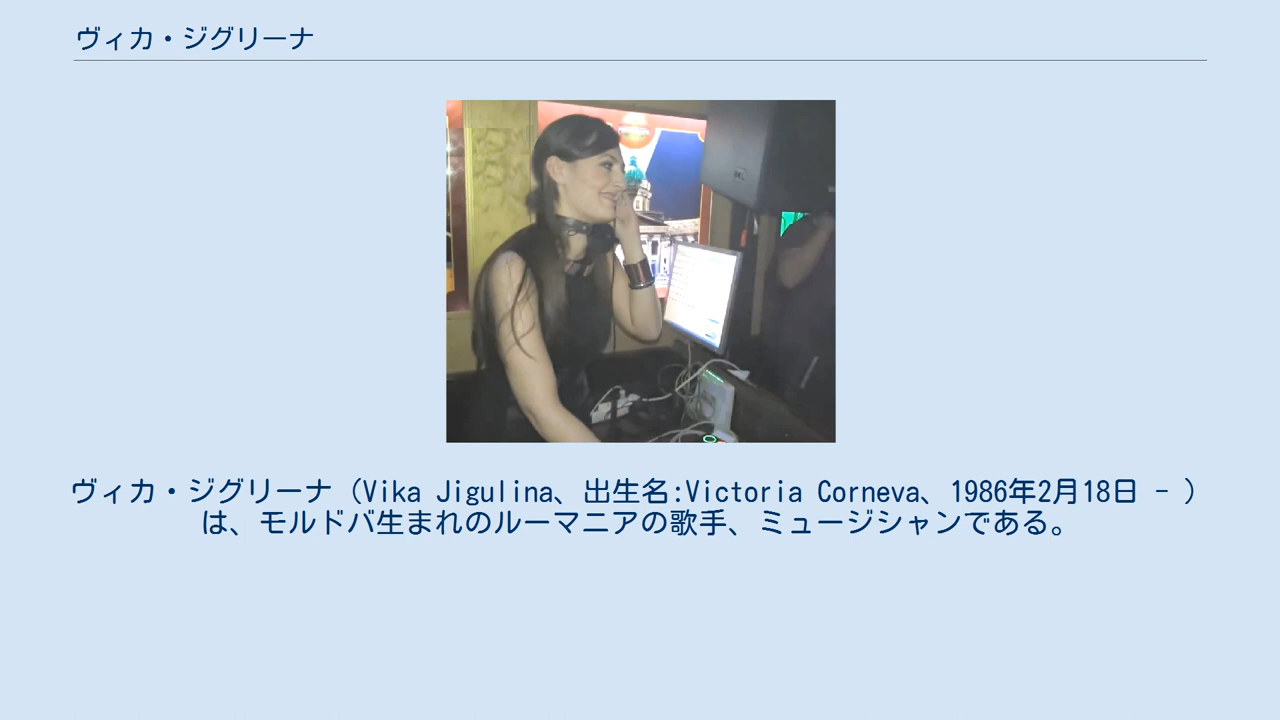 ヴィカ・ジグリーナ
ヴィカ・ジグリーナ（Vika Jigulina、出生名:Victoria Corneva、1986年2月18日 - ）
は、モルドバ生まれのルーマニアの歌手、ミュージシャンである。